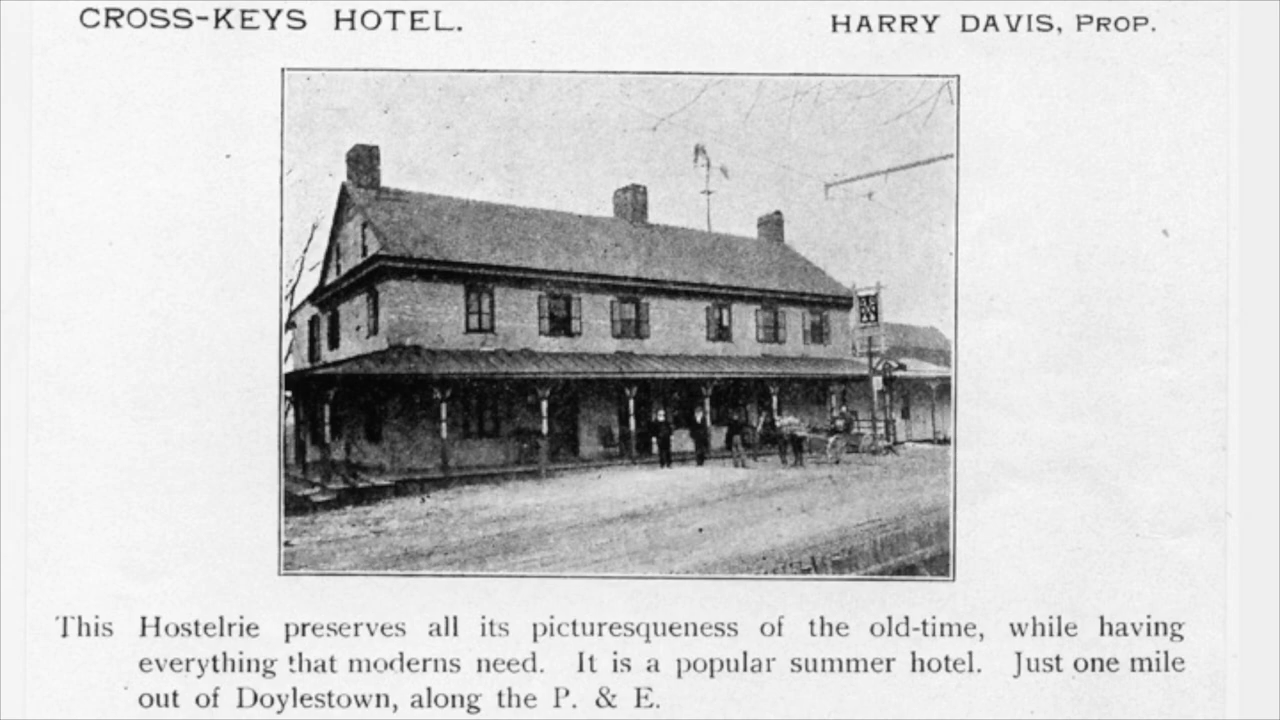 CROSS-KEYS HOTEL. HARRY DAVIS, PROP.
This Hostelrie preserves all its picturesqueness of the old-time, while having
everything that moderns need. It is a popular summer hotel. Just one mile
out of Doylestown, along the P. & E.